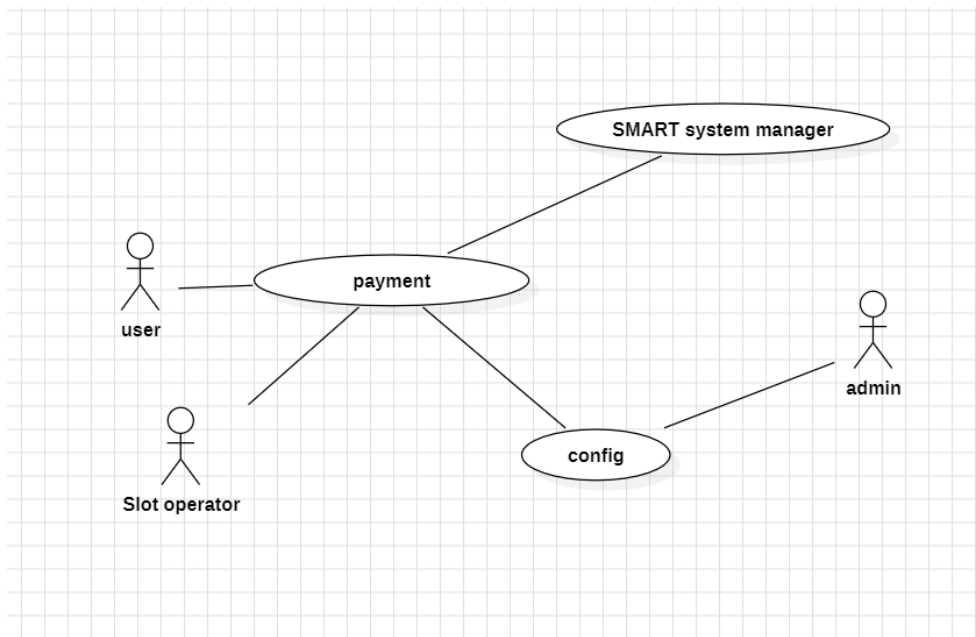 SMART system manager
payment
user
admin
config
Slot operator